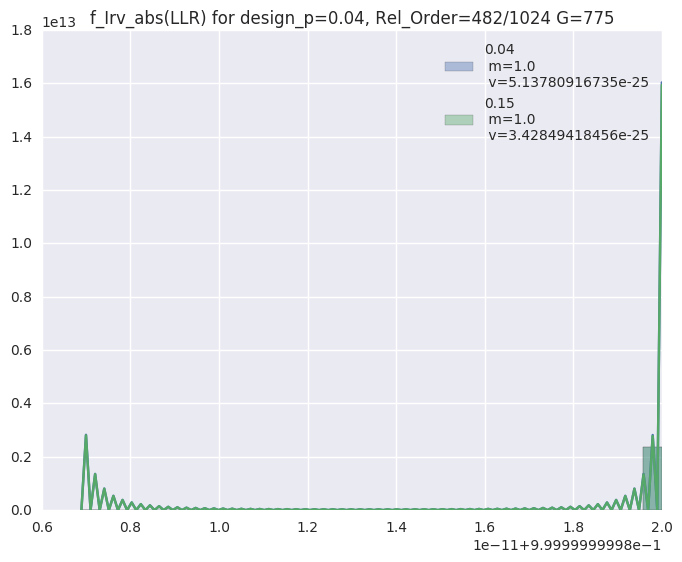 f_Irv_abs(LLR) for design_p=0.04, Rel_Order=482/1024 G=775
1e13
1.8
1.6
1.4
1.2
1.0
0.8
0.6
0.4
0.2
0.0
0.04
m=1.0
v=5.13780916735e-25
0.15
m=1.0
v=3.42849418456e-25
0.6 0.8 1.0 1.2 1.4 1.6 1.8 2.0
1e-11+9.9999999998e-1